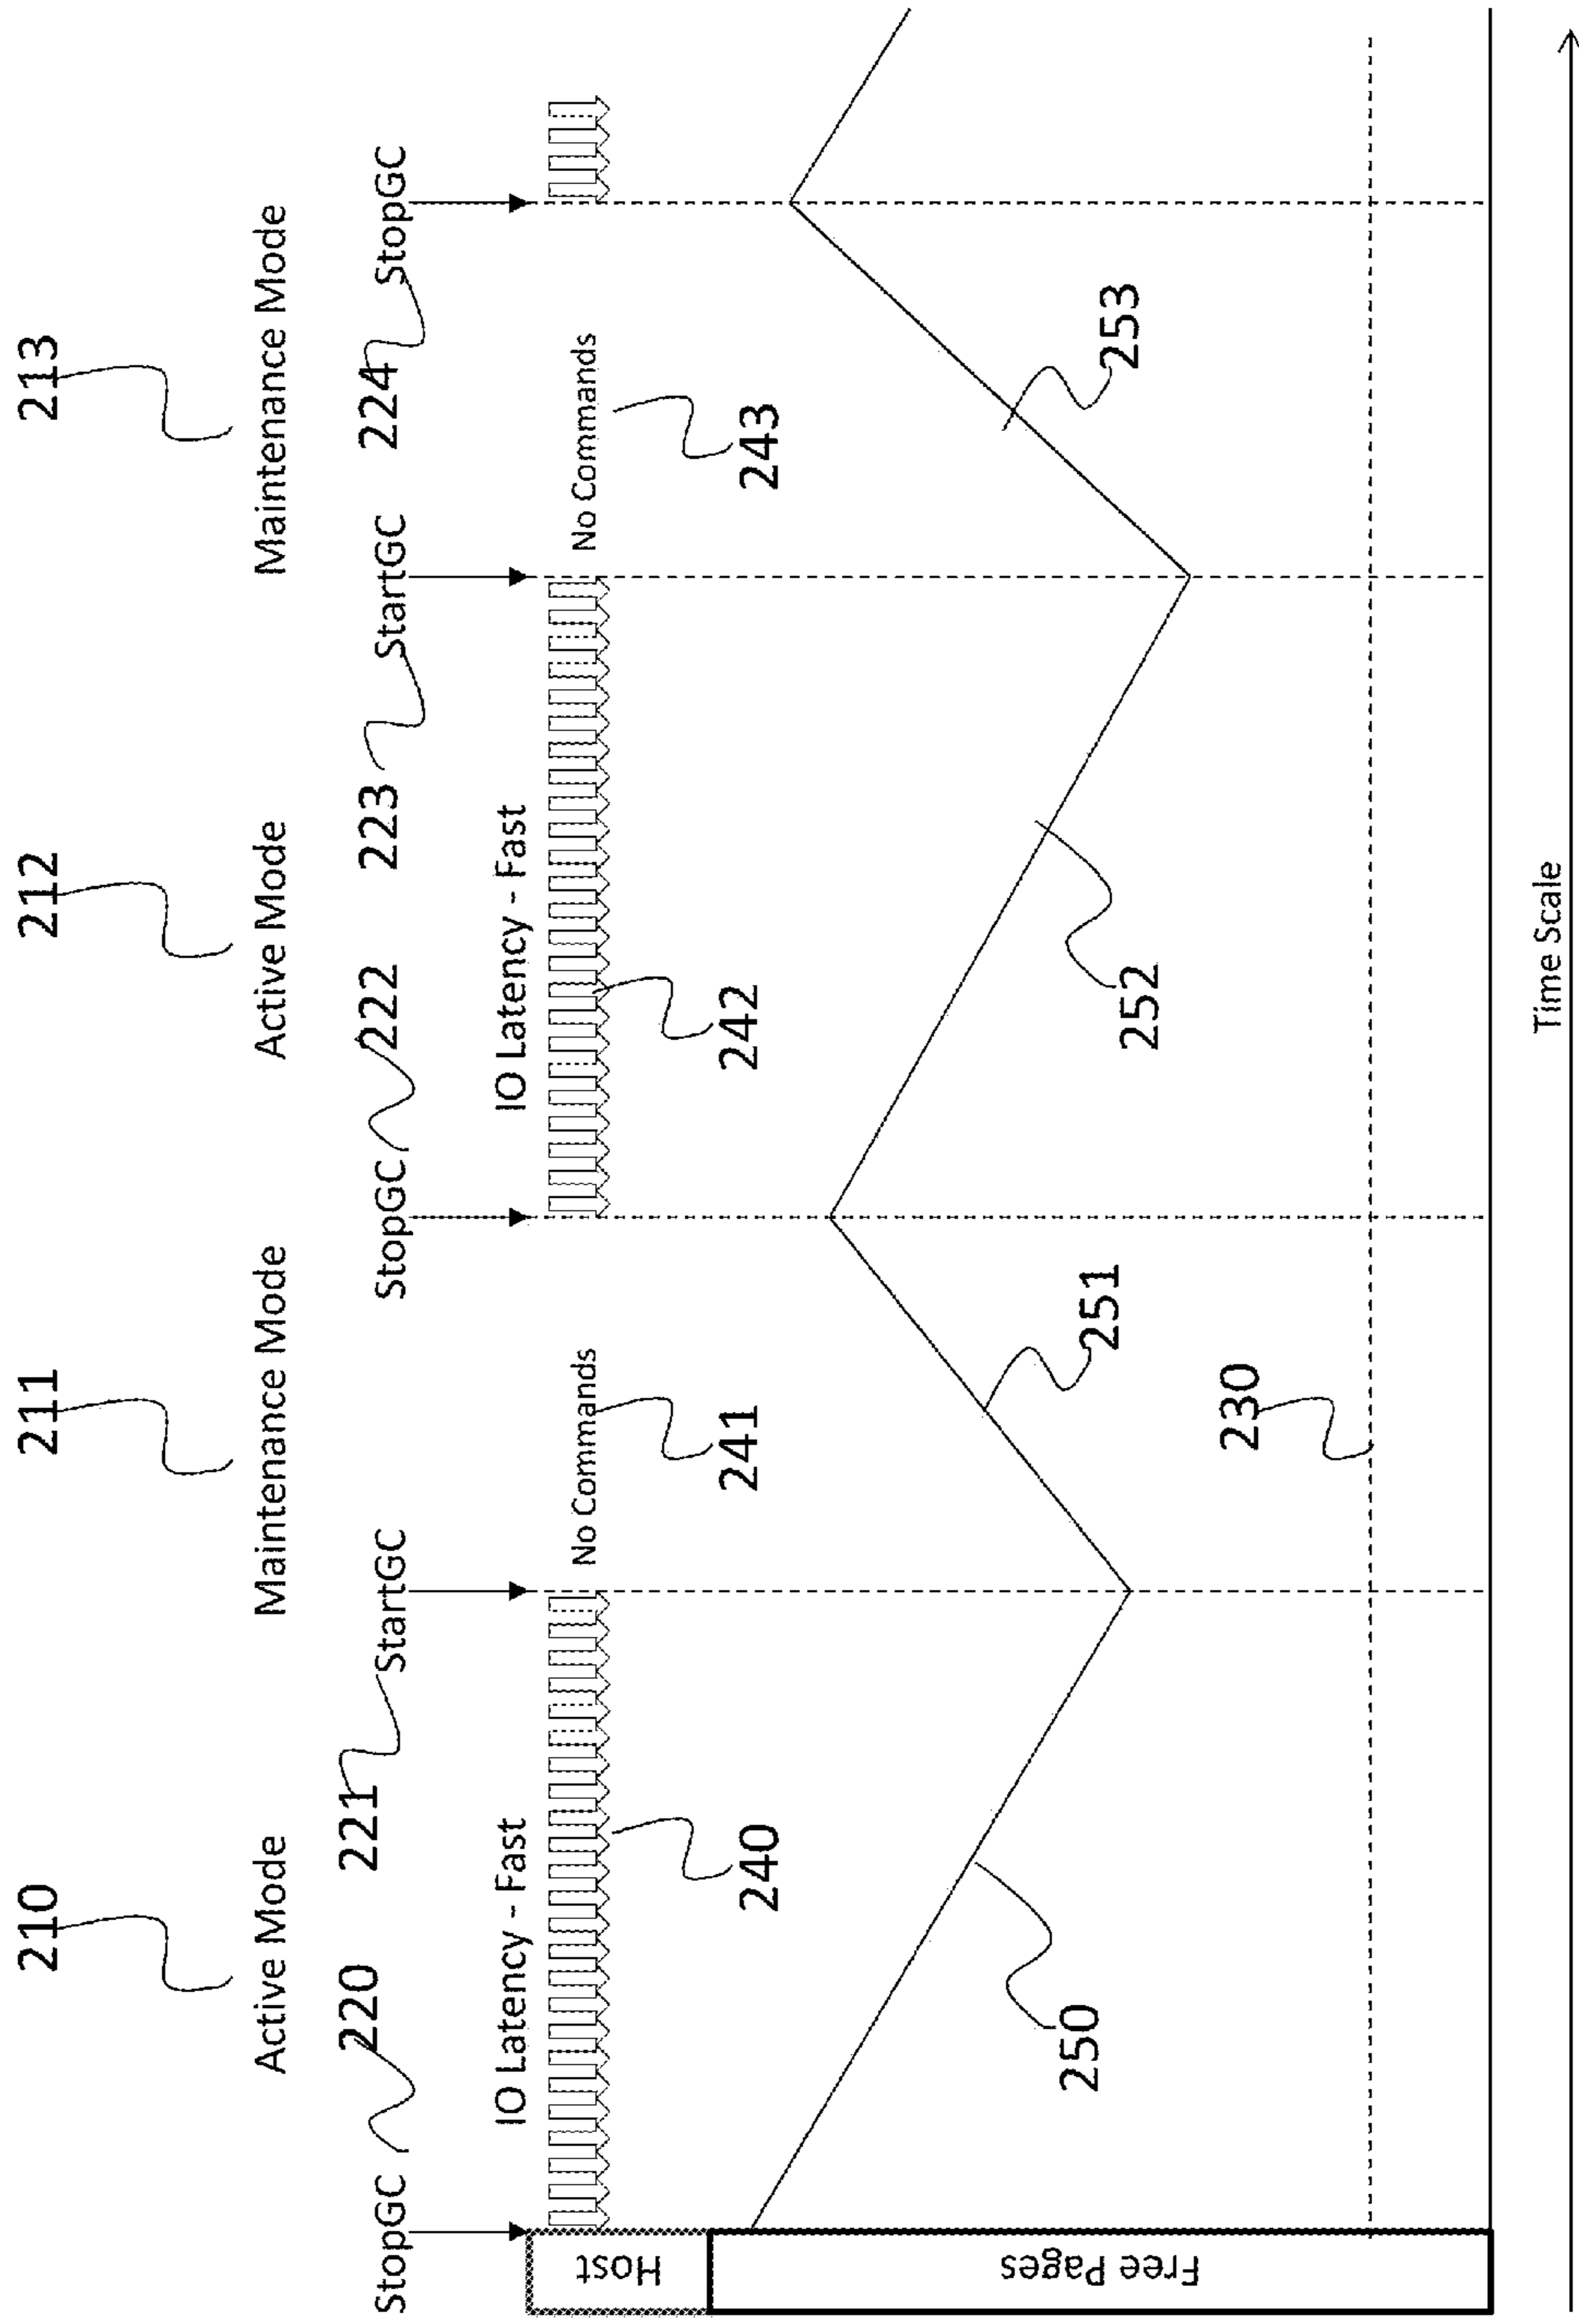 210
211
212
213
Active Mode
Maintenance Mode
Active Mode
Maintenance Mode
220
221
222
223
224
StopGC
StartGC
StopGC
StartGC
StopGC
IO Latency - Fast
IO Latency - Fast
No Commands
No Commands
Host
240
241
242
243
Free Pages
250
251
252
253
230
Time Scale